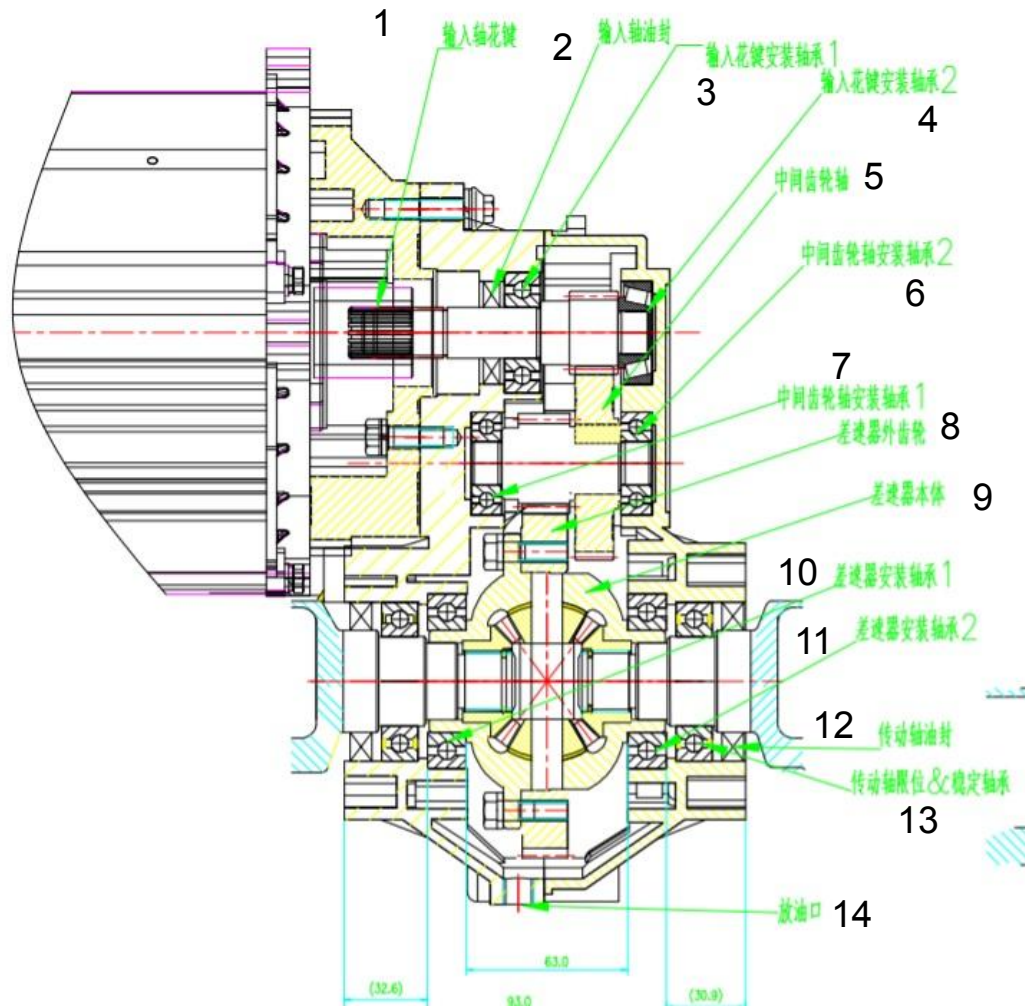 1
输入轴花键
2
输入轴油封
输入花键安装轴承1
3
输入花键安装轴承2
4
中间齿轮轴
5
中间齿轮轴安装轴承2
6
7
中间齿轮轴安装轴承1
差速器外齿轮
8
差速器本体
9
10
差速器安装轴承1
差速器安装轴承2
11
12
传动轴油封
传动轴限位&c稳定轴承
13
放油口
14
63.0
(32.6)
93.0
(30.9)